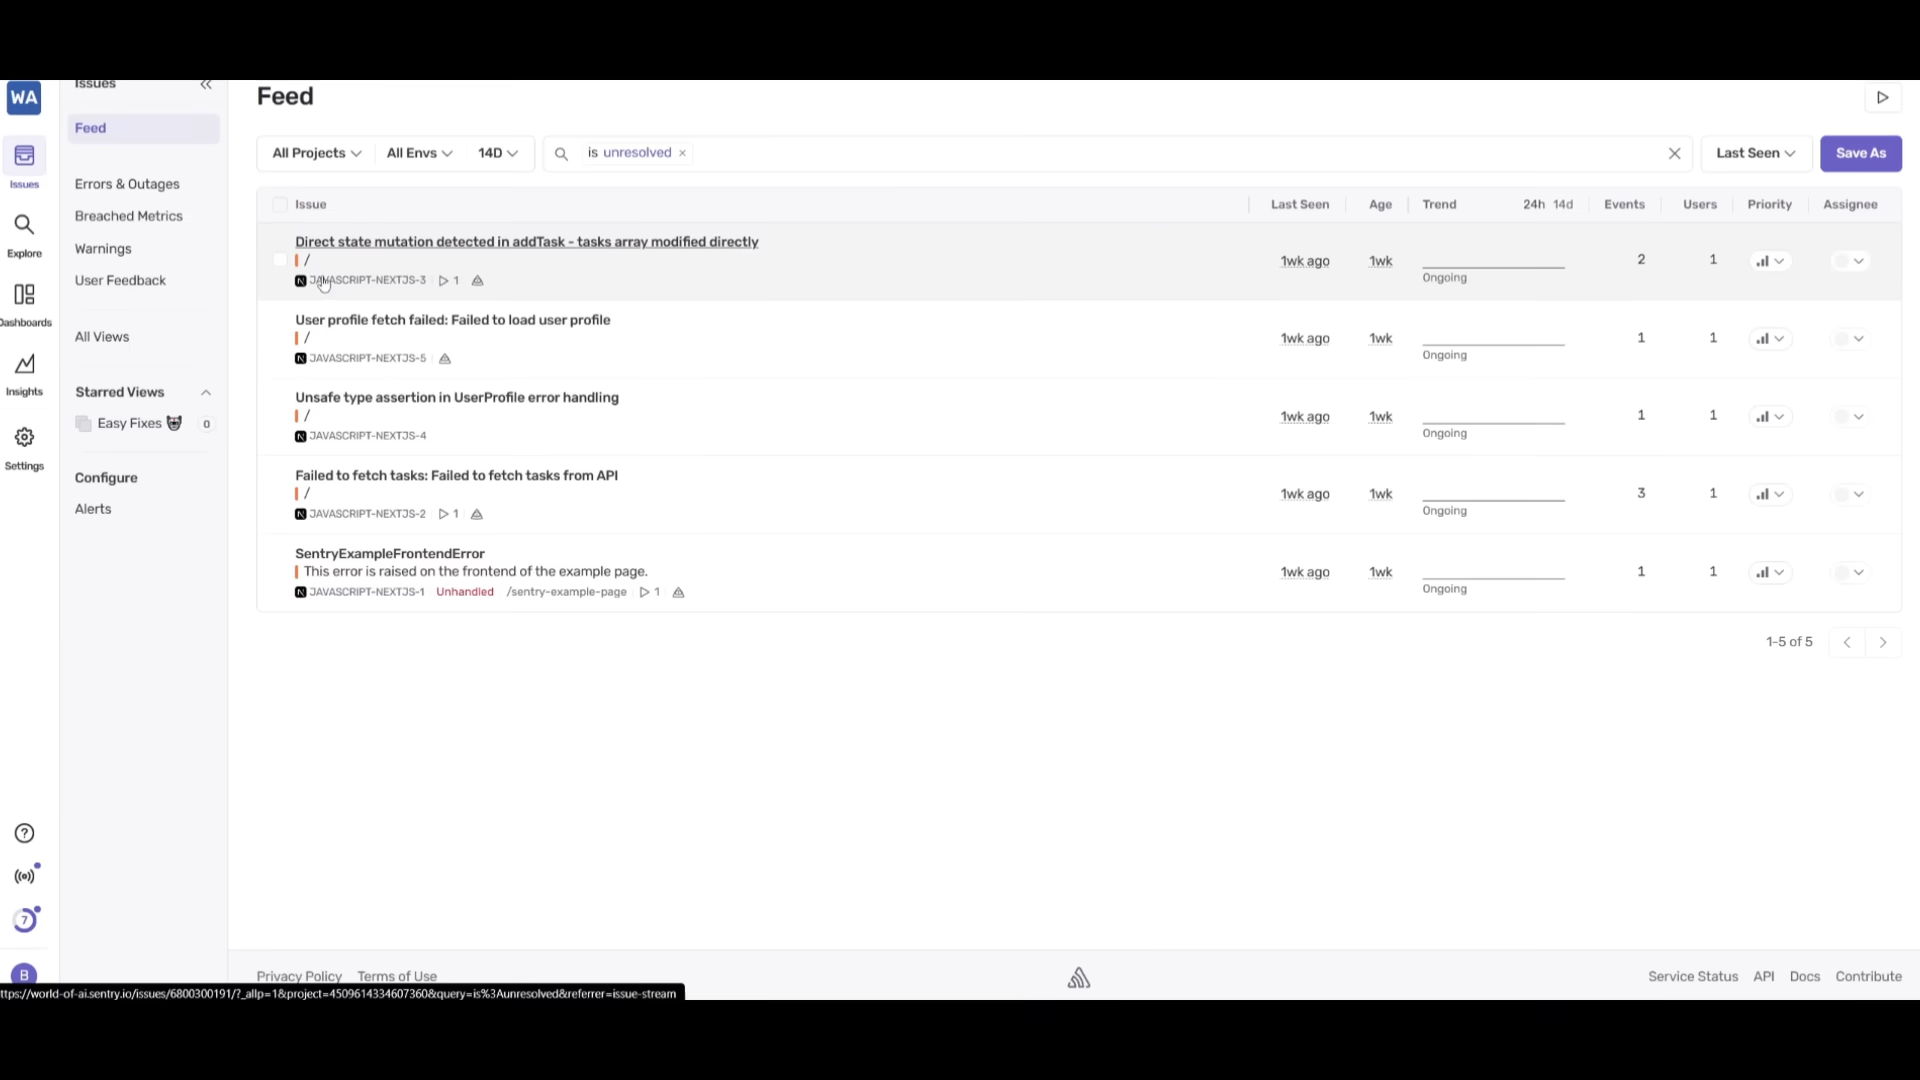 WA
Issues
Explore
Dashboards
Insights
Settings
7
B
Issues
Feed
Errors & Outages
Breached Metrics
Warnings
User Feedback
All Views
Starred Views
Easy Fixes 0
Configure
Alerts
Feed
All Projects All Envs 14D is unresolved × Last Seen Save As
Issue Last Seen Age Trend 24h 14d Events Users Priority Assignee
Direct state mutation detected in addTask - tasks array modified directly
/ 1wk ago 1wk 2 1
JAVASCRIPT-NEXTJS-3 1 Ongoing
User profile fetch failed: Failed to load user profile
/ 1wk ago 1wk 1 1
JAVASCRIPT-NEXTJS-5 Ongoing
Unsafe type assertion in UserProfile error handling
/ 1wk ago 1wk 1 1
JAVASCRIPT-NEXTJS-4 Ongoing
Failed to fetch tasks: Failed to fetch tasks from API
/ 1wk ago 1wk 3 1
JAVASCRIPT-NEXTJS-2 1 Ongoing
SentryExampleFrontendError
This error is raised on the frontend of the example page. 1wk ago 1wk 1 1
JAVASCRIPT-NEXTJS-1 Unhandled /sentry-example-page 1 Ongoing
1-5 of 5
Privacy Policy Terms of Use Service Status API Docs Contribute
ttps://world-of-ai.sentry.io/issues/6800300191/?_allp=1&project=4509614334607360&query=is%3Aunresolved&referrer=issue-stream